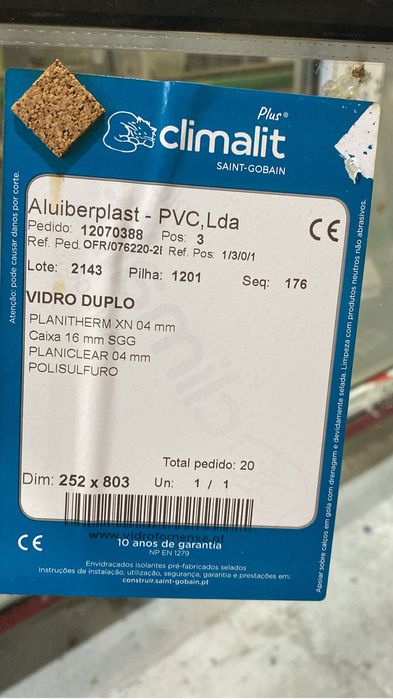 Plus®
climalit
SAINT-GOBAIN
Aluiberplast - PVC,Lda
CE
Pedido: 12070388 Pos: 3
Ref. Ped. OFR/076220-2 Ref. Pos: 1/3/0/1
Lote: 2143 Pilha: 1201 Seq: 176
VIDRO DUPLO
PLANITHERM XN 04 mm
Caixa 16 mm SGG
PLANICLEAR 04 mm
POLISULFURO
Total pedido: 20
Dim: 252 x 803 Un: 1 / 1
www.vidrofornense.pt
CE
10 anos de garantia
NP EN 1279
Envidraçados isolantes pré-fabricados selados
Instruções de instalação, utilização, segurança, garantia e prestações em:
construir.saint-gobain.pt
Atenção: pode causar danos por corte.
Apoiar sobre calços em gola com drenagem e devidamente selada. Limpeza com produtos neutros não abrasivos.